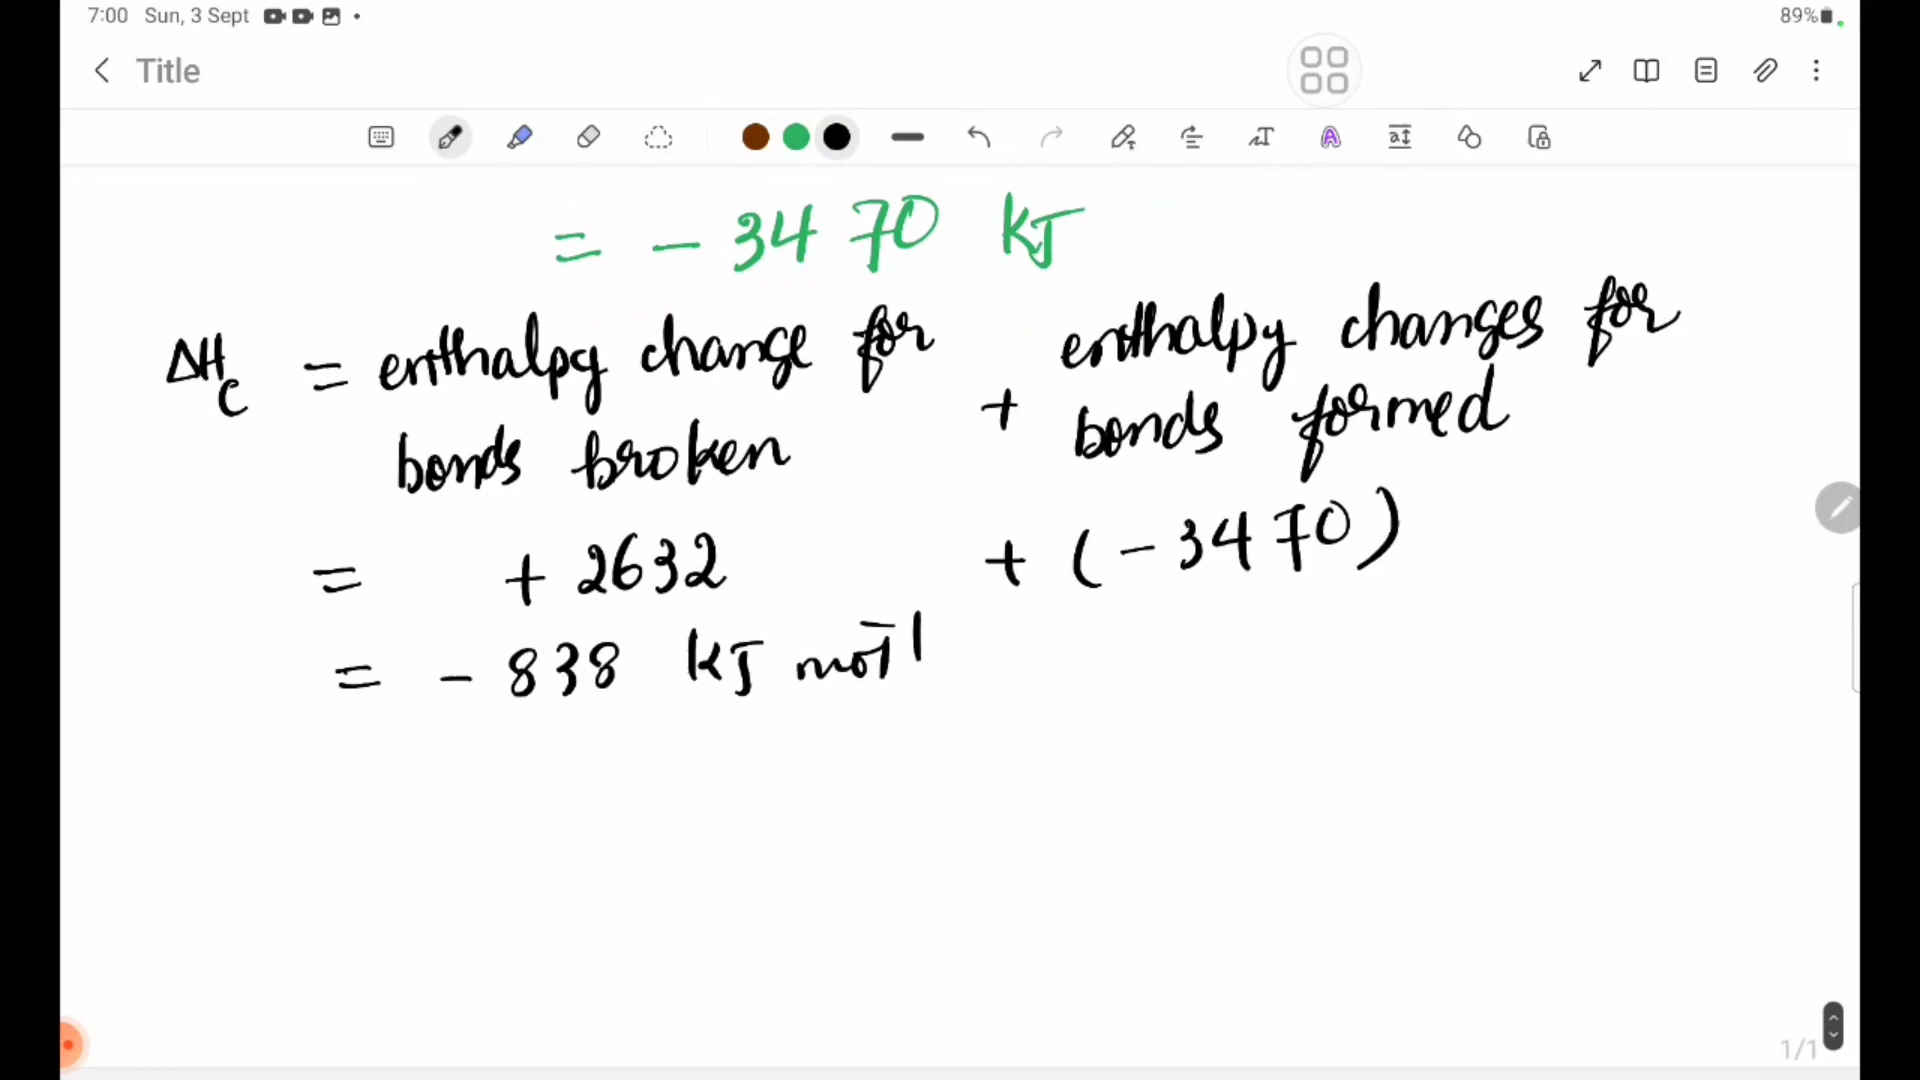 7:00 Sun, 3 Sept
89%
Title
= - 3470 kJ
ΔHc = enthalpy change for + enthalpy changes for
bonds broken bonds formed
= + 2632 + (-3470)
= - 838 kJ mol⁻¹
1/1